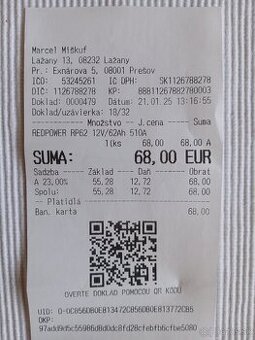 Marcel Miškuf
Lažany 13, 08232 Lažany
Pr.: Exnárova 5, 08001 Prešov
IČO: 53245261 IČ DPH: SK1126788278
DIČ: 1126788278 KP: 8881126788278003
Doklad: 0000479 Dátum: 21.01.25 13:16:55
Doklad/uzávierka: 18/32
Množstvo J.cena Suma
REDPOWER RP62 12V/62Ah 510A
1(ks 68,00 68,00 A
SUMA: 68,00 EUR
Sadzba Základ Daň Obrat
A 23,00% 55,28 12,72 68,00
Spolu: 55,28 12,72 68,00
Platidlá
Ban. karta 68,00
OVERTE DOKLAD POMOCOU QR KÓDU
UID:
OKP: